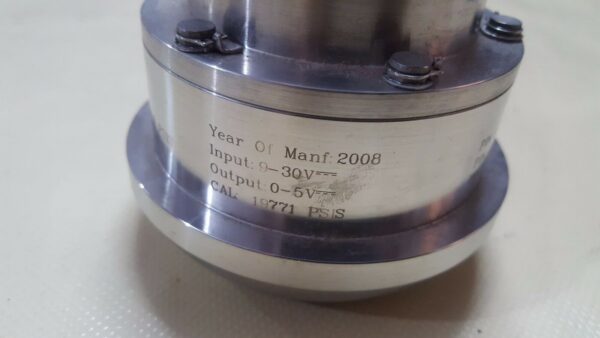 Year Of Manf: 2008
Input: 9-30V⎓
Output: 0-5V⎓
CAL. 19771 PSIS